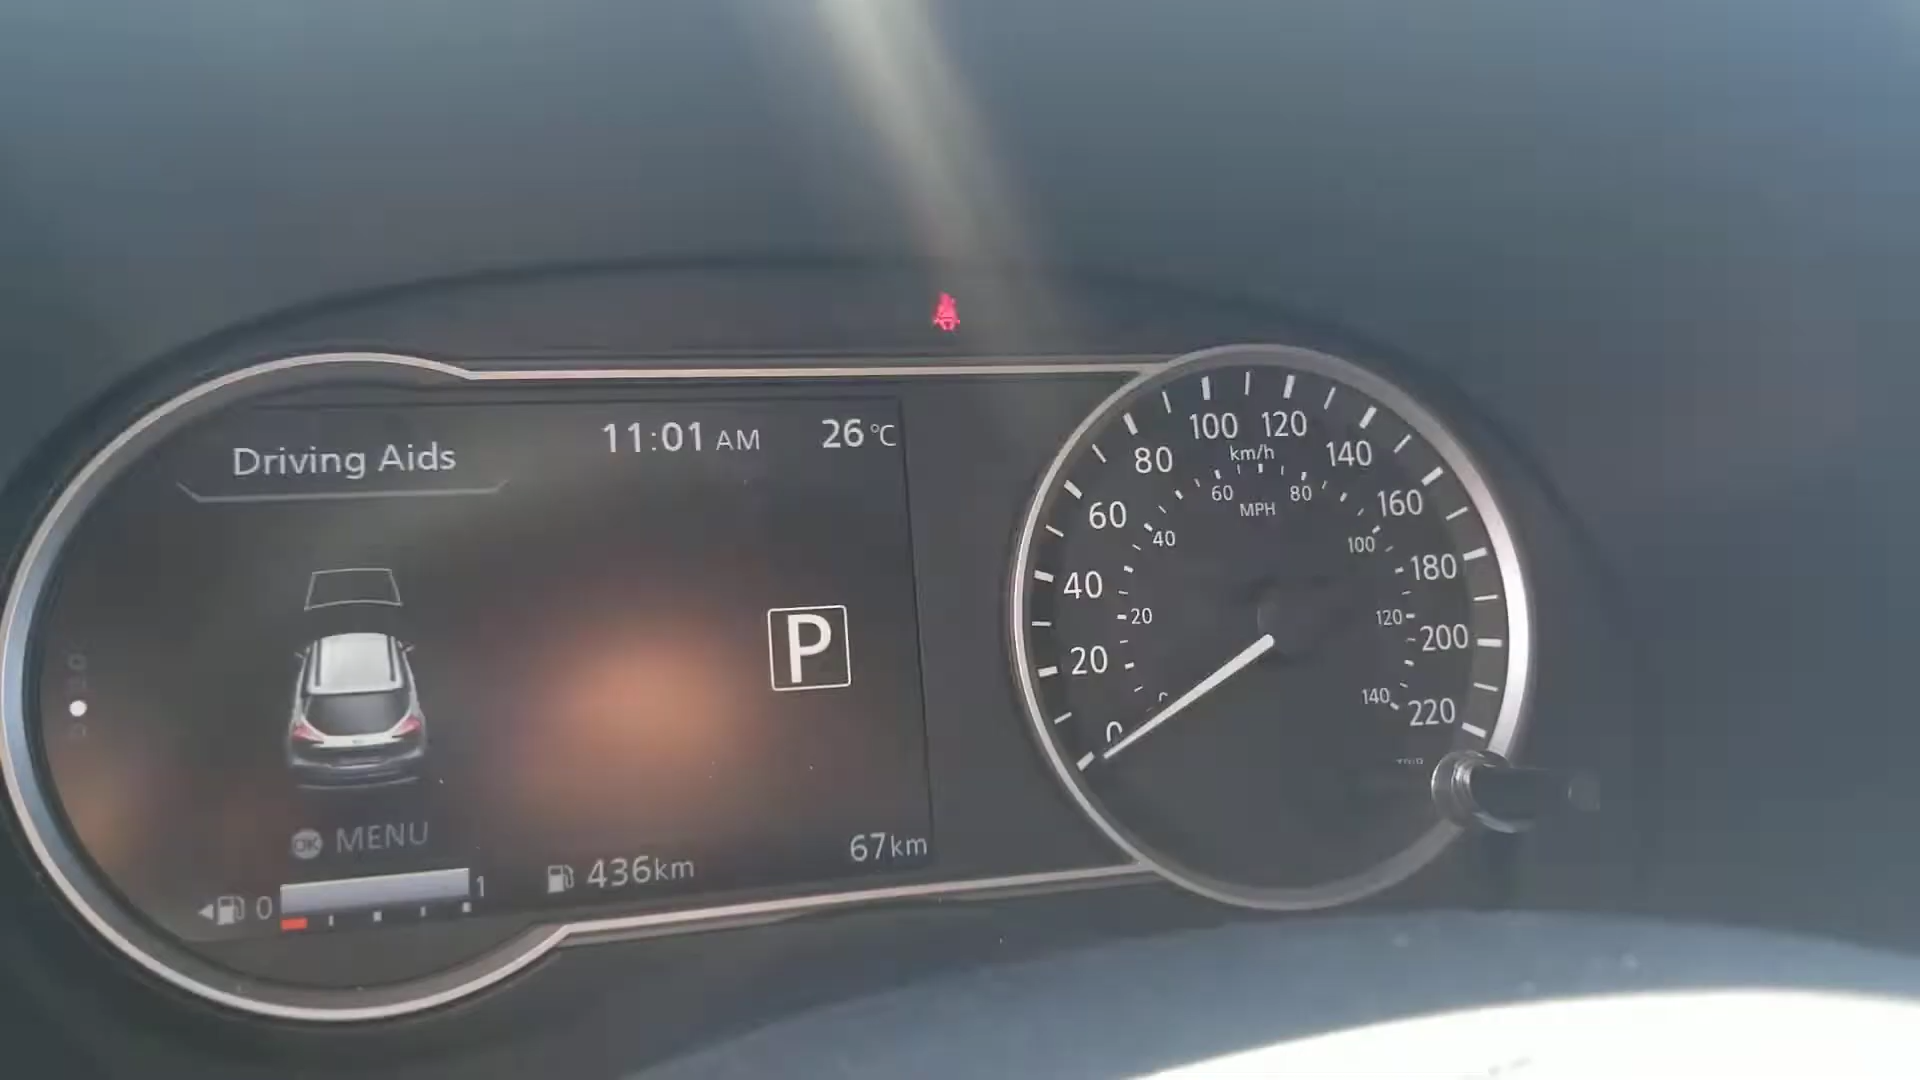 Driving Aids
11:01 AM
26 °C
P
OK MENU
0 1
436km
67km
0 20 40 60 80 100 120 140 160 180 200 220
km/h
20 40 60 80 100 120 140
MPH